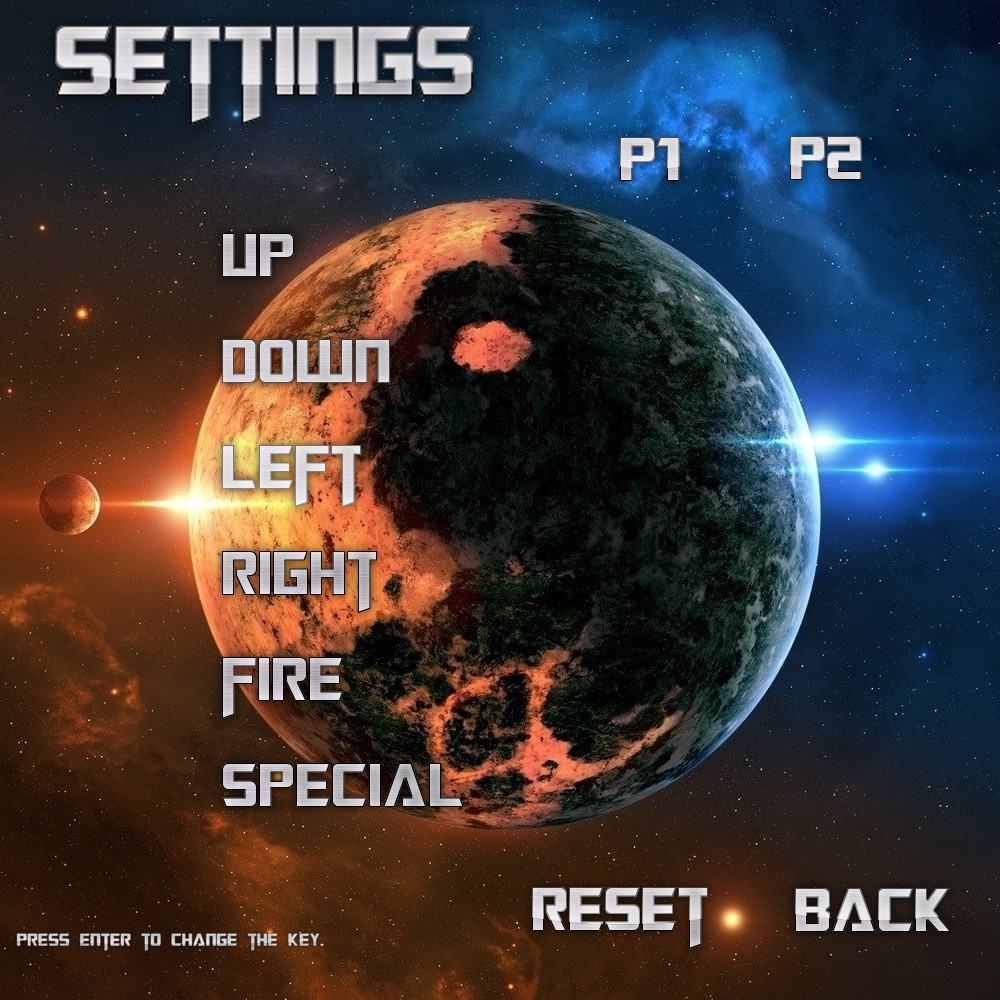 SETTINGS
P1 P2
UP
DOWN
LEFT
RIGHT
FIRE
SPECIAL
RESET BACK
PRESS ENTER TO CHANGE THE KEY.